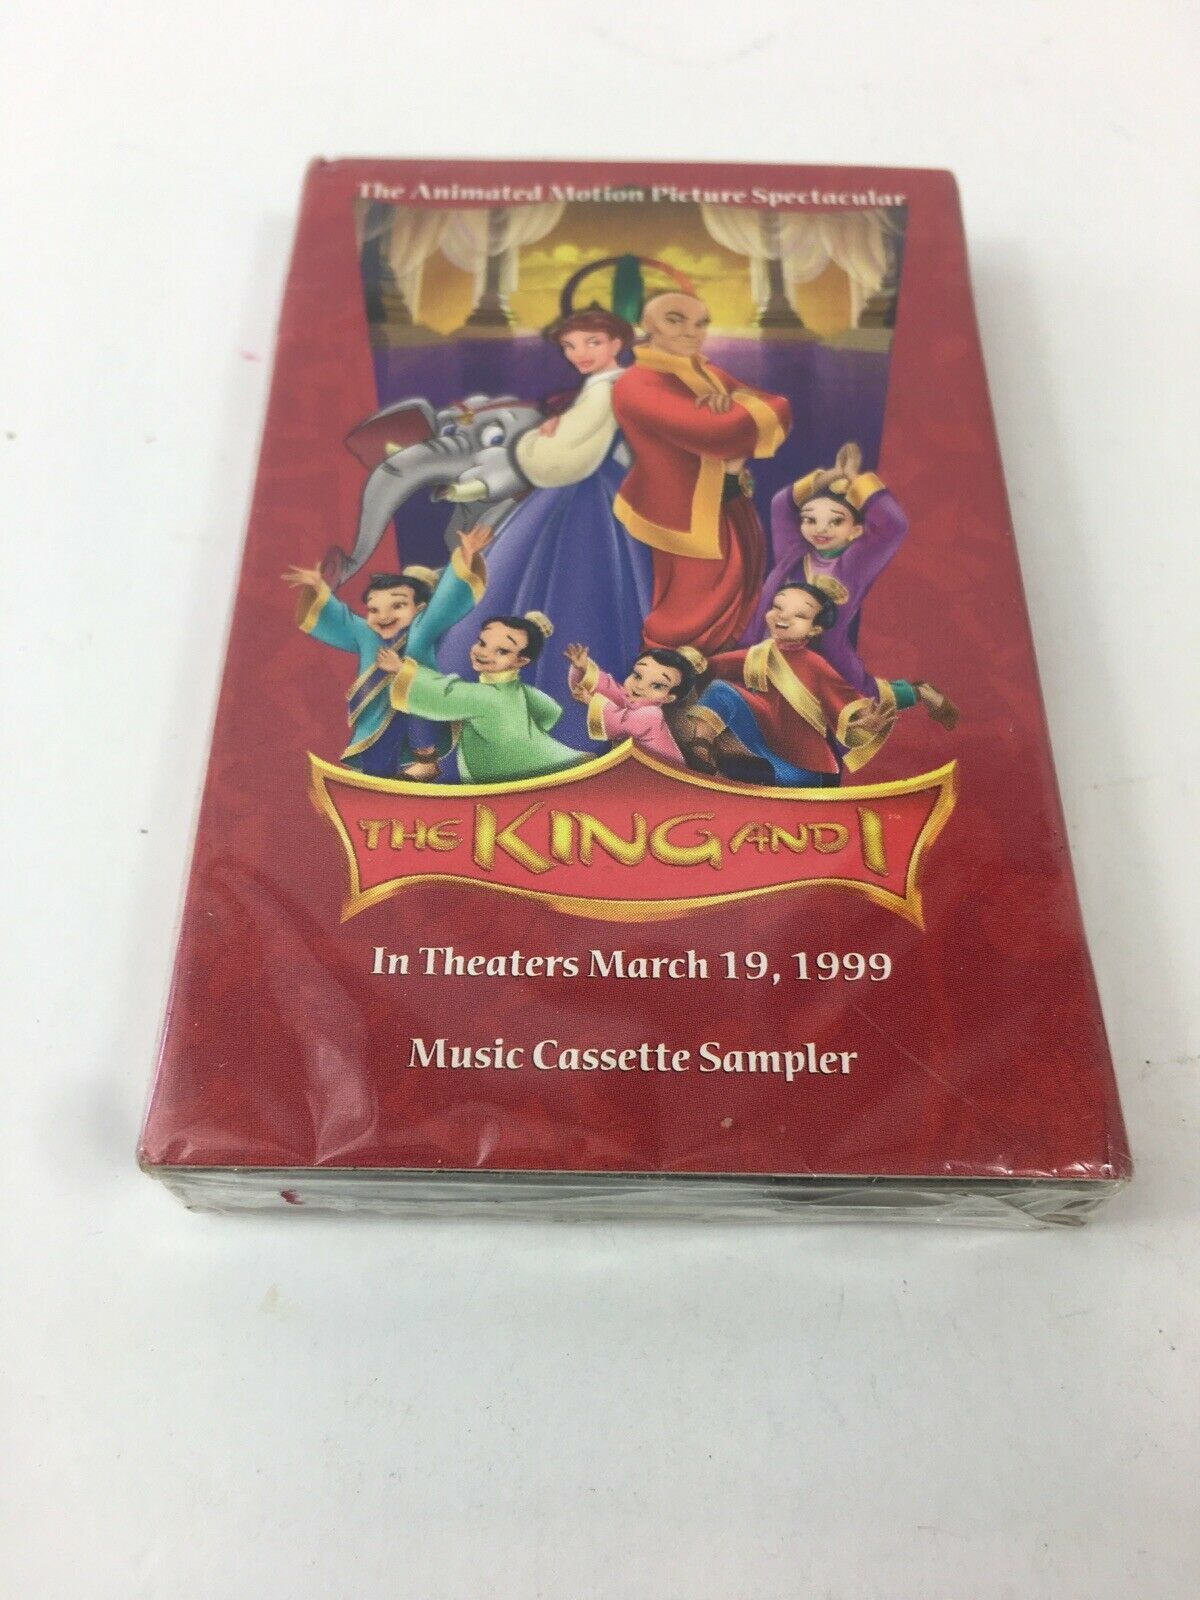 The Animated Motion Picture Spectacular
THE KING AND I
In Theaters March 19, 1999
Music Cassette Sampler